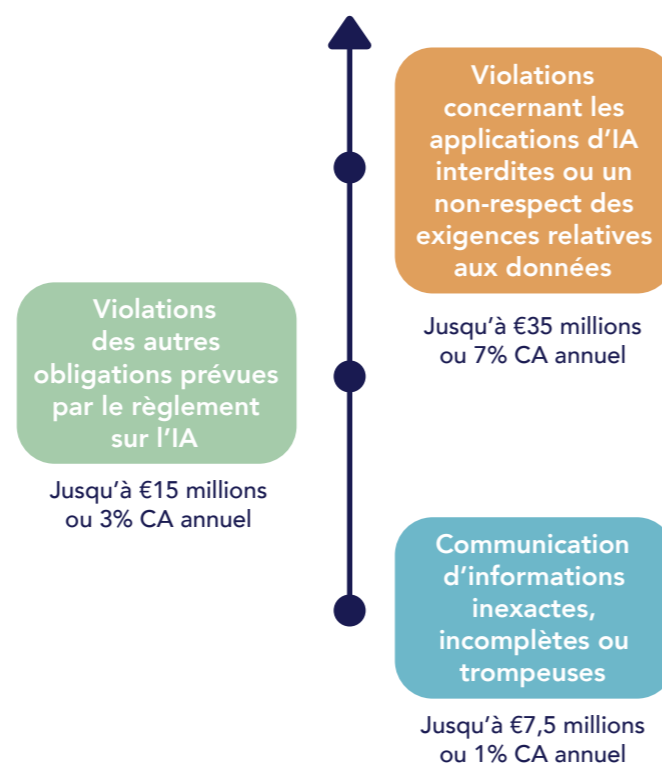 Violations
concernant les
applications d’IA
interdites ou un
non-respect des
exigences relatives
aux données
Jusqu’à €35 millions
ou 7% CA annuel
Violations
des autres
obligations prévues
par le règlement
sur l’IA
Jusqu’à €15 millions
ou 3% CA annuel
Communication
d’informations
inexactes,
incomplètes ou
trompeuses
Jusqu’à €7,5 millions
ou 1% CA annuel